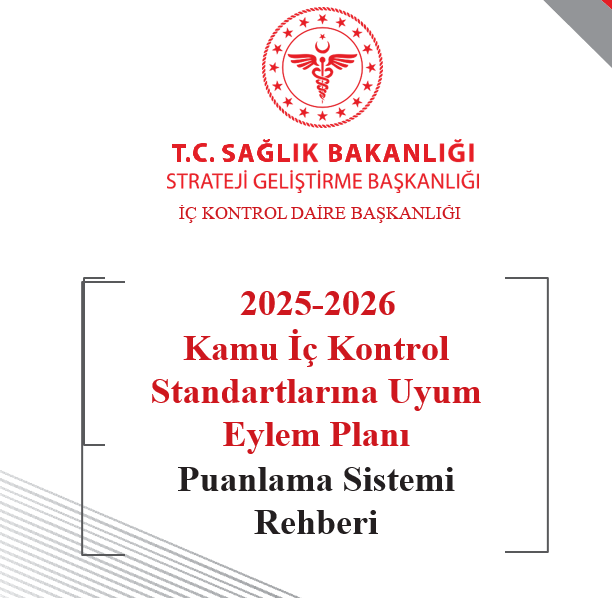 T.C. SAĞLIK BAKANLIĞI
STRATEJİ GELİŞTİRME BAŞKANLIĞI
İÇ KONTROL DAİRE BAŞKANLIĞI
2025-2026
Kamu İç Kontrol
Standartlarına Uyum
Eylem Planı
Puanlama Sistemi
Rehberi